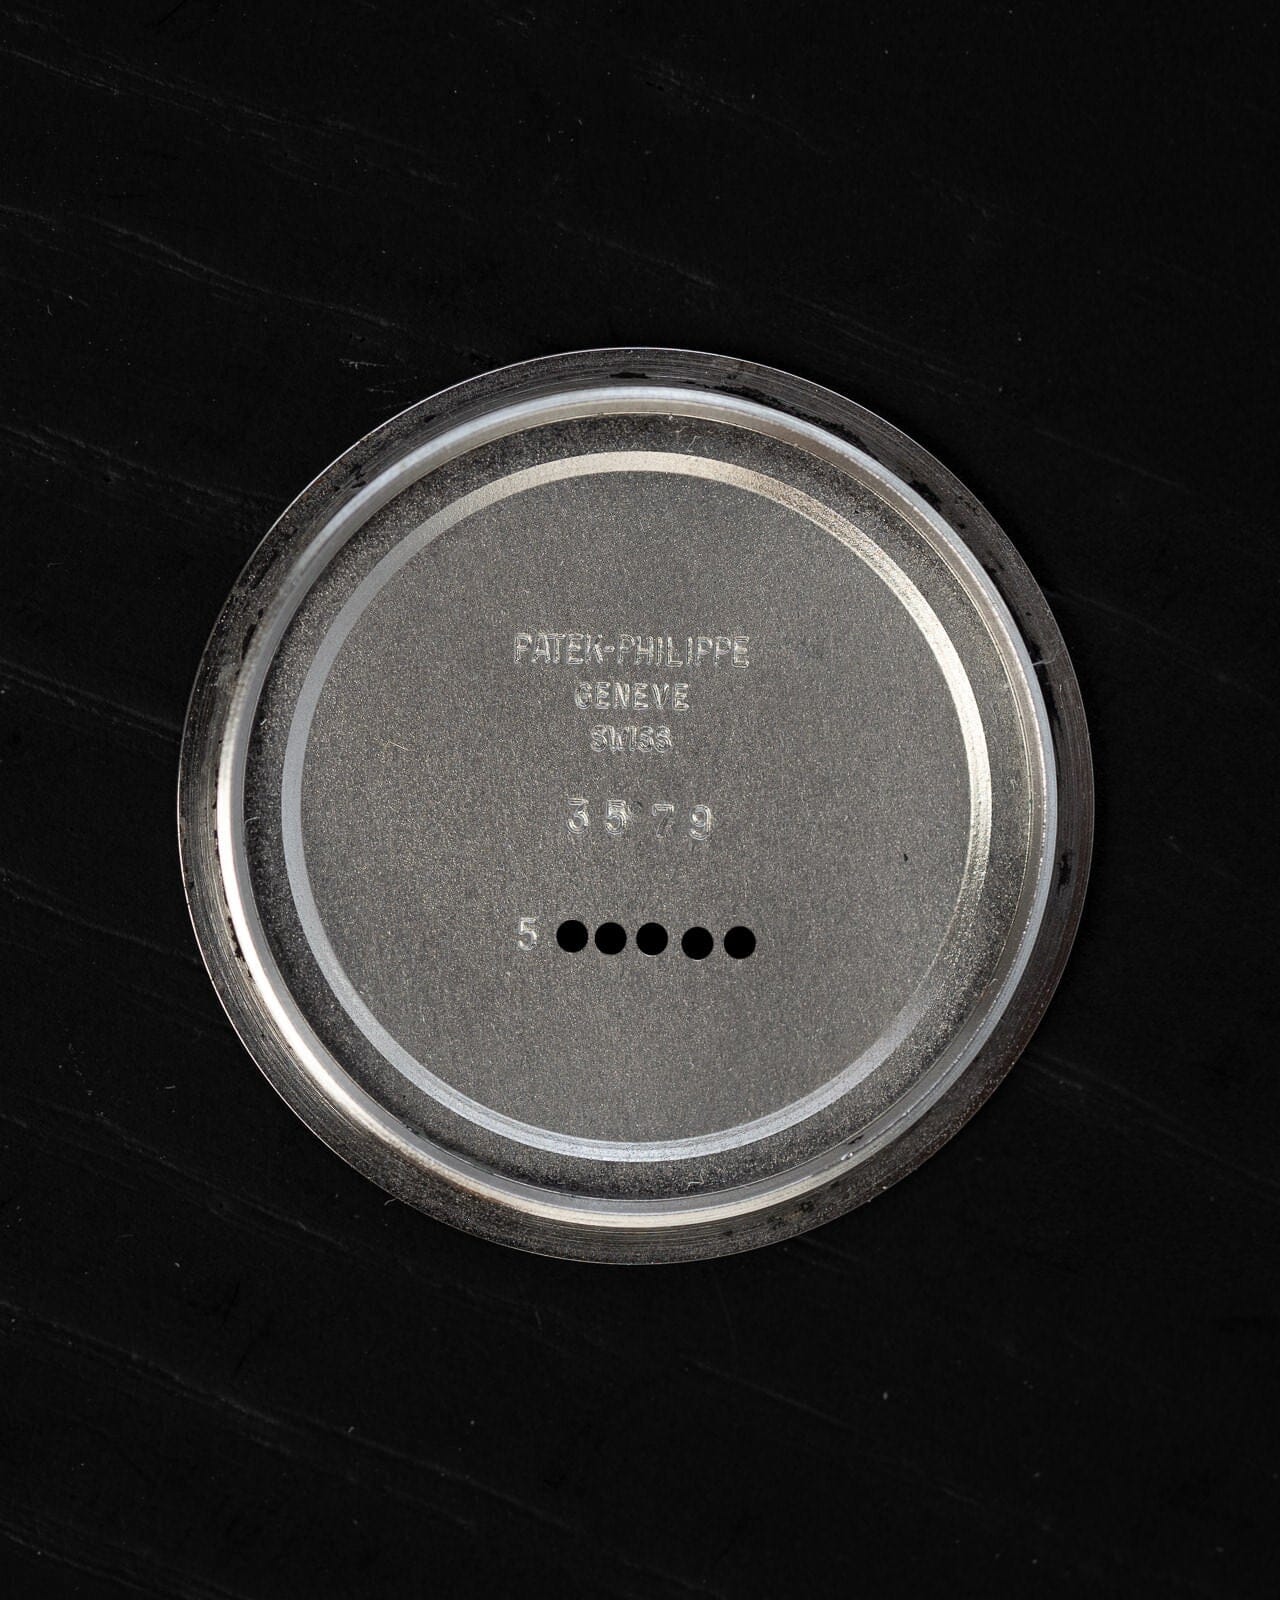 PATEK-PHILIPPE
GENEVE
SWISS
3579
5